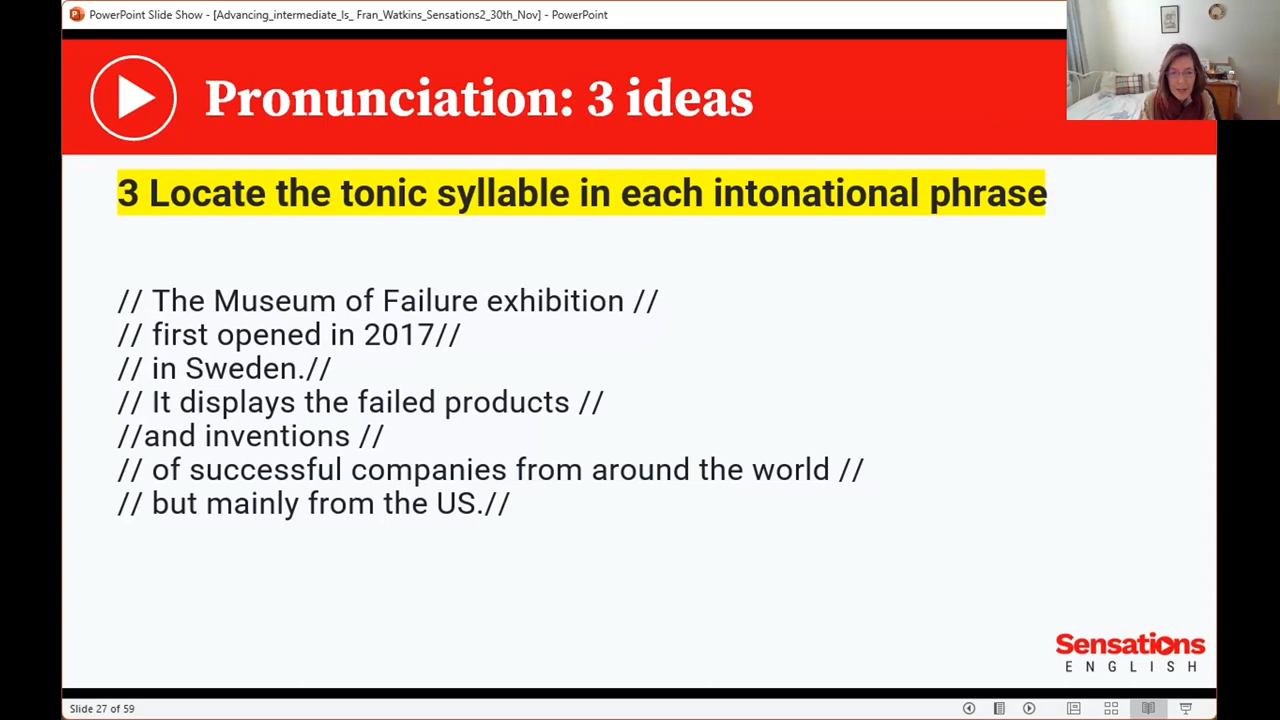 PowerPoint Slide Show - [Advancing_intermediate_ls_ Fran_Watkins_Sensations2_30th_Nov] - PowerPoint
Pronunciation: 3 ideas
3 Locate the tonic syllable in each intonational phrase
// The Museum of Failure exhibition //
// first opened in 2017//
// in Sweden.//
// It displays the failed products //
//and inventions //
// of successful companies from around the world //
// but mainly from the US.//
Sensations
ENGLISH
Slide 27 of 59